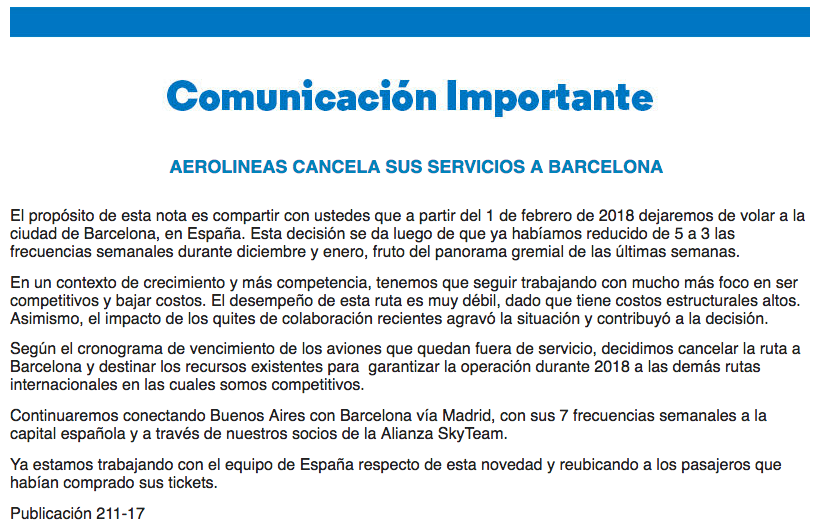 Comunicación Importante
AEROLINEAS CANCELA SUS SERVICIOS A BARCELONA
El propósito de esta nota es compartir con ustedes que a partir del 1 de febrero de 2018 dejaremos de volar a la
ciudad de Barcelona, en España. Esta decisión se da luego de que ya habíamos reducido de 5 a 3 las
frecuencias semanales durante diciembre y enero, fruto del panorama gremial de las últimas semanas.
En un contexto de crecimiento y más competencia, tenemos que seguir trabajando con mucho más foco en ser
competitivos y bajar costos. El desempeño de esta ruta es muy débil, dado que tiene costos estructurales altos.
Asimismo, el impacto de los quites de colaboración recientes agravó la situación y contribuyó a la decisión.
Según el cronograma de vencimiento de los aviones que quedan fuera de servicio, decidimos cancelar la ruta a
Barcelona y destinar los recursos existentes para  garantizar la operación durante 2018 a las demás rutas
internacionales en las cuales somos competitivos.
Continuaremos conectando Buenos Aires con Barcelona vía Madrid, con sus 7 frecuencias semanales a la
capital española y a través de nuestros socios de la Alianza SkyTeam.
Ya estamos trabajando con el equipo de España respecto de esta novedad y reubicando a los pasajeros que
habían comprado sus tickets.
Publicación 211-17